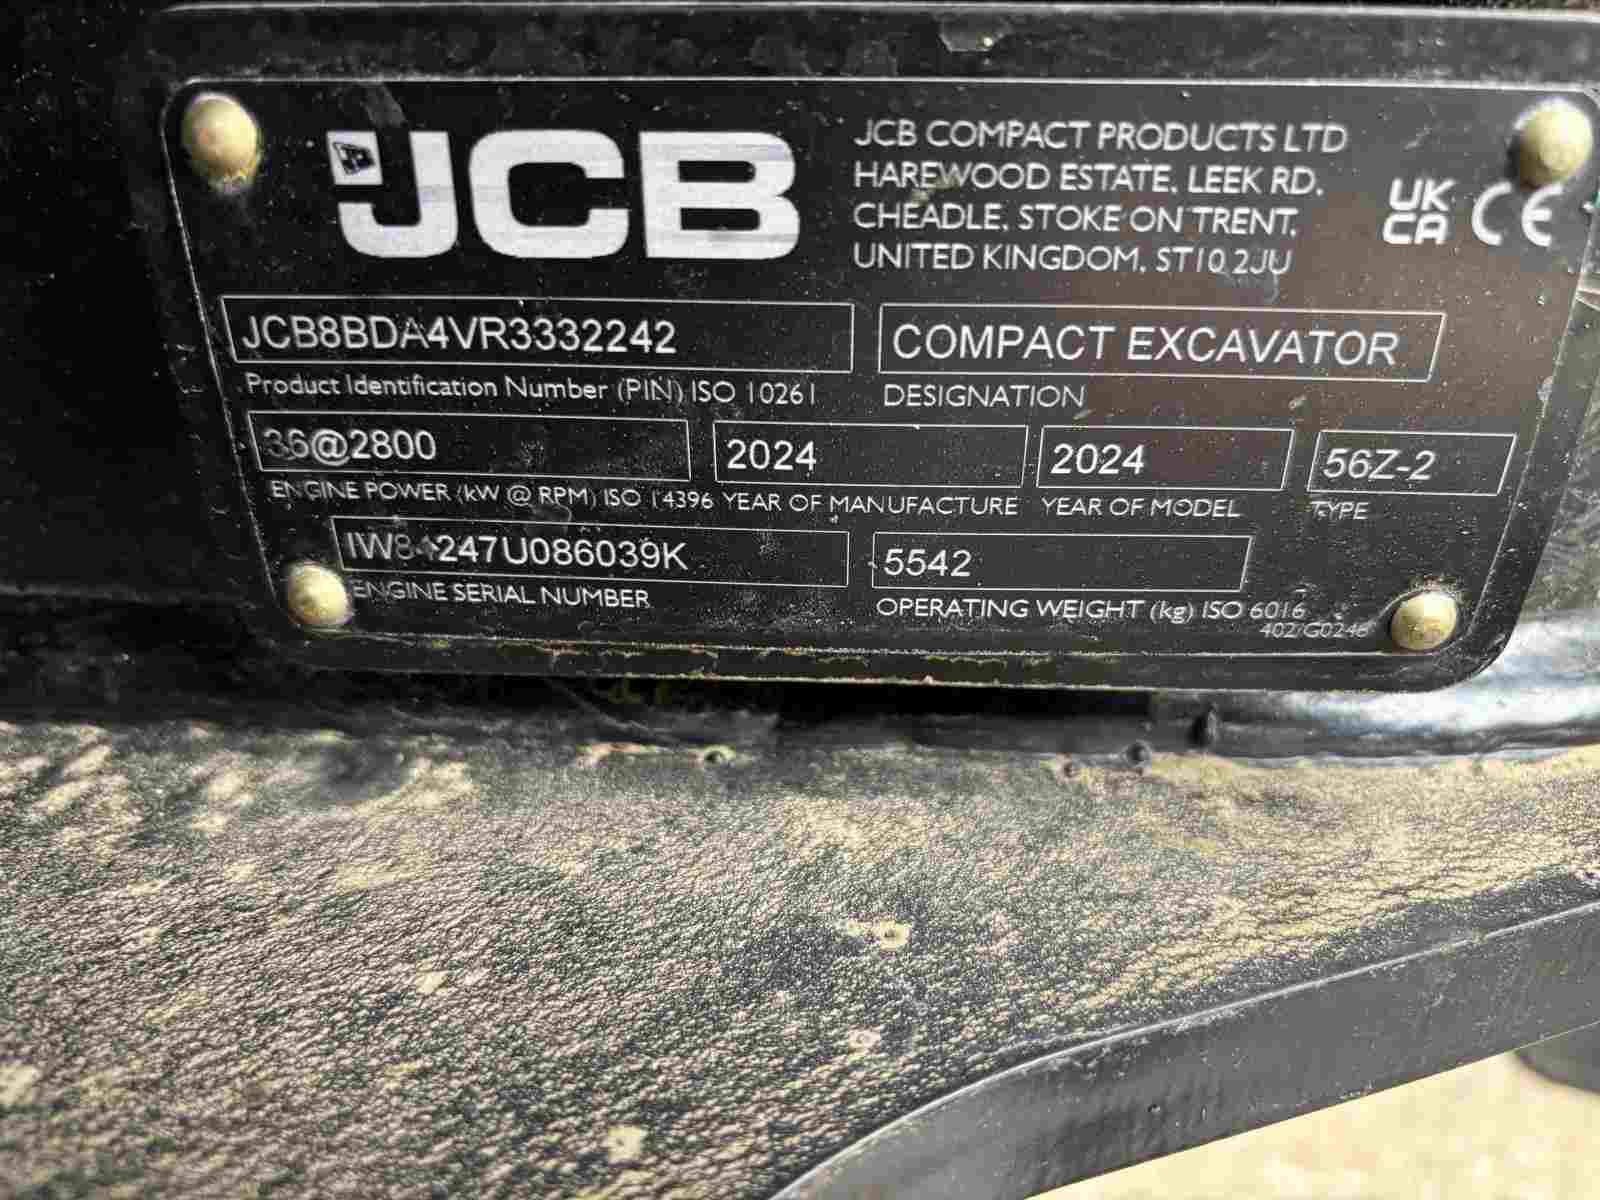 JCB
JCB COMPACT PRODUCTS LTD
HAREWOOD ESTATE, LEEK RD,
CHEADLE, STOKE ON TRENT,
UNITED KINGDOM, ST10 2JU
UK
CA
CE
JCB8BDA4VR3332242
Product Identification Number (PIN) ISO 10261
COMPACT EXCAVATOR
DESIGNATION
36@2800
ENGINE POWER (kW @ RPM) ISO 14396
2024
YEAR OF MANUFACTURE
2024
YEAR OF MODEL
56Z-2
TYPE
IW84247U086039K
ENGINE SERIAL NUMBER
5542
OPERATING WEIGHT (kg) ISO 6016
402/G0246